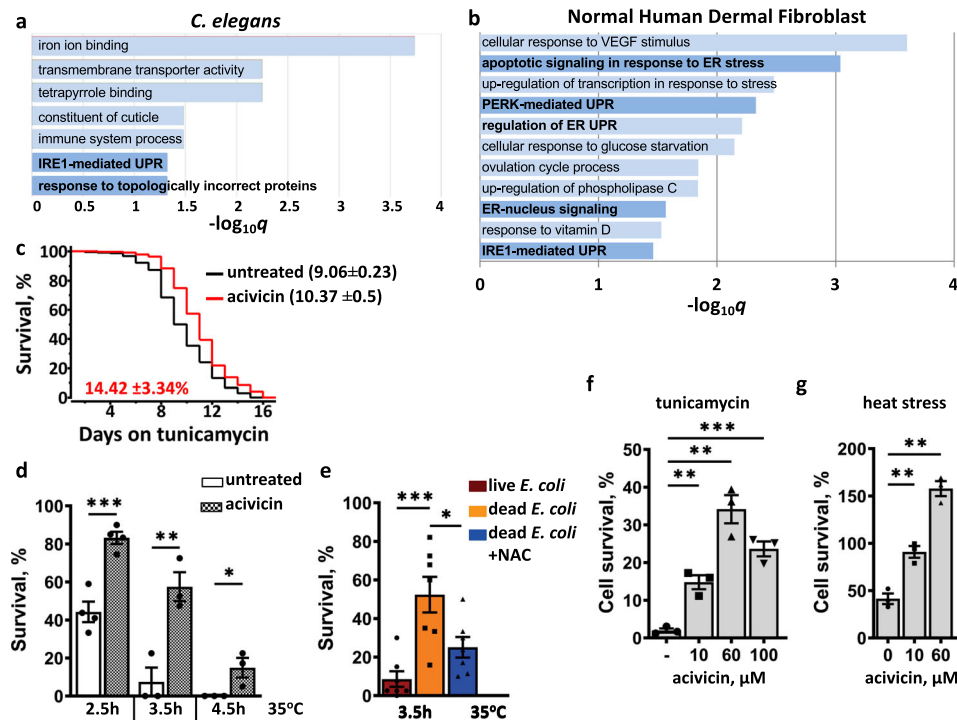 a
C. elegans
iron ion binding
transmembrane transporter activity
tetrapyrrole binding
constituent of cuticle
immune system process
IRE1-mediated UPR
response to topologically incorrect proteins
0 0.5 1 1.5 2 2.5 3 3.5 4
-log10q
b
Normal Human Dermal Fibroblast
cellular response to VEGF stimulus
apoptotic signaling in response to ER stress
up-regulation of transcription in response to stress
PERK-mediated UPR
regulation of ER UPR
cellular response to glucose starvation
ovulation cycle process
up-regulation of phospholipase C
ER-nucleus signaling
response to vitamin D
IRE1-mediated UPR
0 1 2 3 4
-log10q
c
Survival, %
100
80
60
40
20
0
untreated (9.06±0.23)
acivicin (10.37 ±0.5)
14.42 ±3.34%
4 8 12 16
Days on tunicamycin
d
untreated
acivicin
Survival, %
100
80
60
40
20
0
*** ** *
2.5h 3.5h 4.5h 35ºC
e
live E. coli
dead E. coli
dead E. coli
+NAC
Survival, %
100
80
60
40
20
0
*** *
3.5h 35ºC
f
tunicamycin
***
**
**
Cell survival, %
50
40
30
20
10
0
- 10 60 100
acivicin, µM
g
heat stress
**
**
Cell survival, %
200
150
100
50
0
0 10 60
acivicin, µM